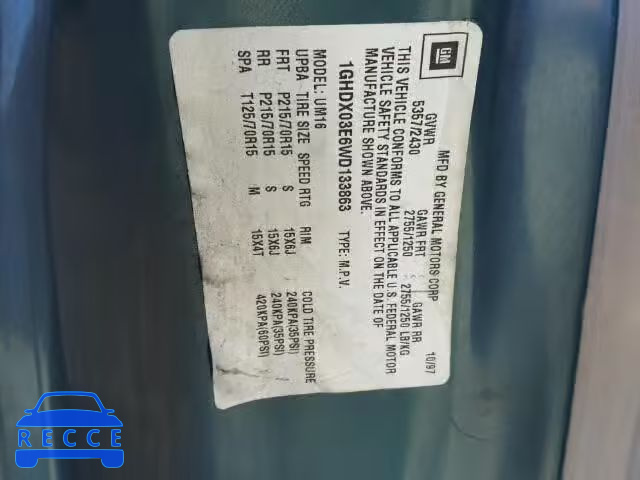 GM
MFD BY GENERAL MOTORS CORP 10/97
GVWR GAWR FRT GAWR RR
5357/2430 2755/1250 2755/1250 LB/KG
THIS VEHICLE CONFORMS TO ALL APPLICABLE U.S. FEDERAL MOTOR
VEHICLE SAFETY STANDARDS IN EFFECT ON THE DATE OF
MANUFACTURE SHOWN ABOVE.
1GHDX03E6WD133863 TYPE: M.P.V.
MODEL: UM16
UPBA TIRE SIZE SPEED RTG RIM COLD TIRE PRESSURE
FRT P215/70R15 S 15X6J 240KPA(35PSI)
RR P215/70R15 S 15X6J 240KPA(35PSI)
SPA T125/70R15 M 15X4T 420KPA(60PSI)
RECCE